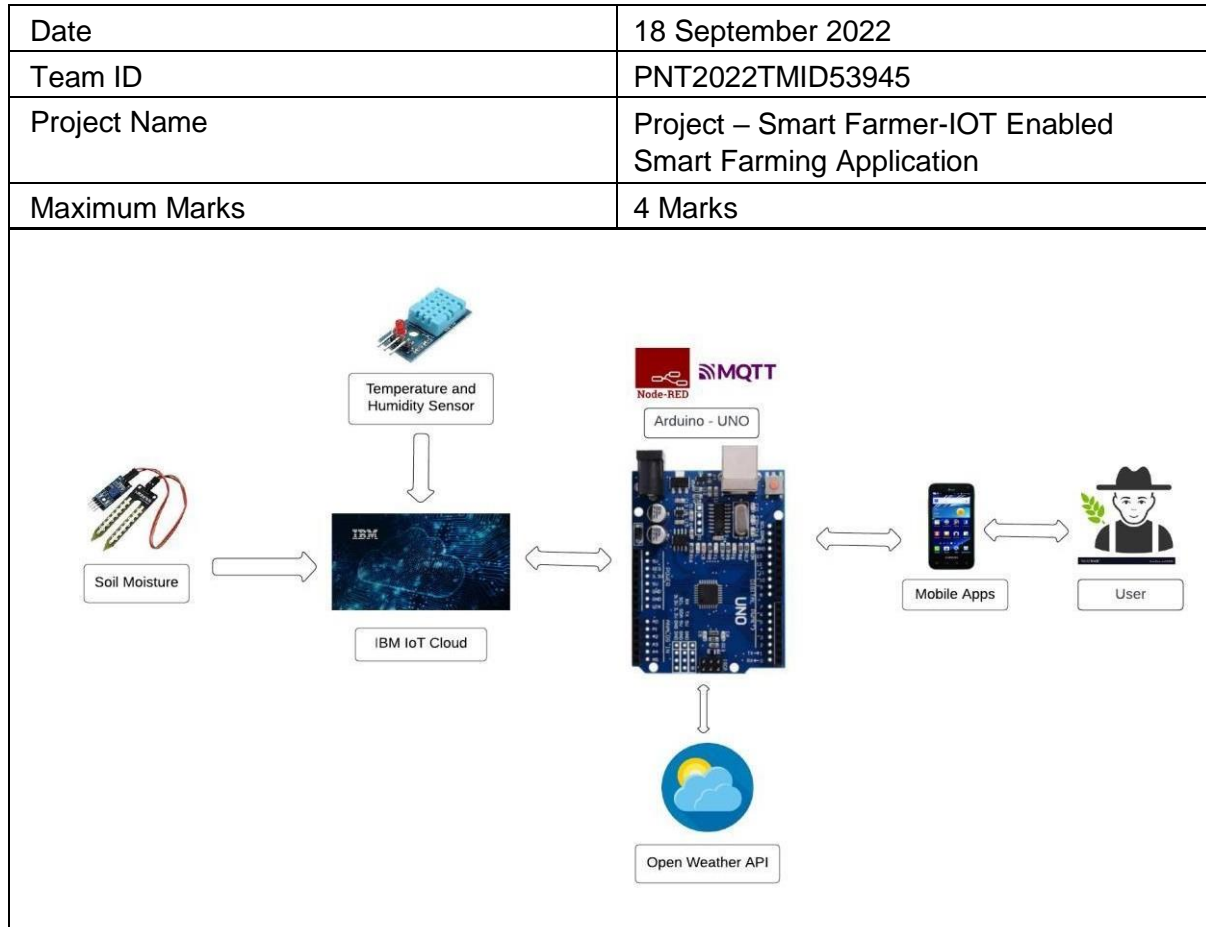 Date
18 September 2022
Team ID
PNT2022TMID53945
Project Name
Project – Smart Farmer-IOT Enabled
Smart Farming Application
Maximum Marks
4 Marks
Temperature and
Humidity Sensor
Node-RED
MQTT
Arduino - UNO
Soil Moisture
IBM
IBM IoT Cloud
UNO
Mobile Apps
User
Open Weather API